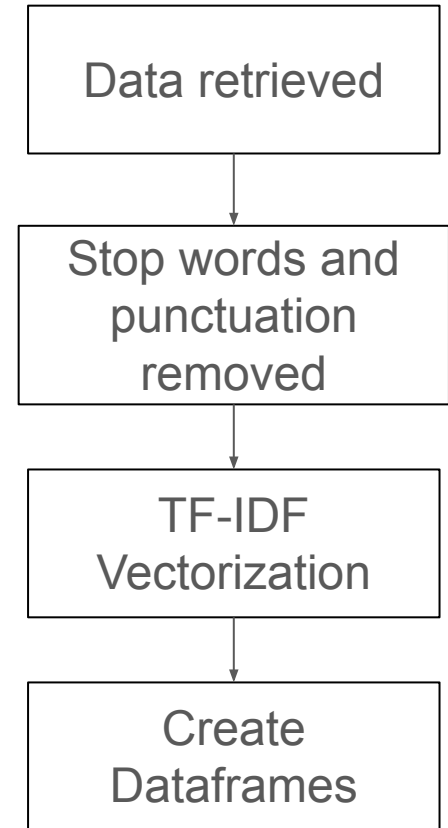 Data retrieved
Stop words and
punctuation
removed
TF-IDF
Vectorization
Create
Dataframes